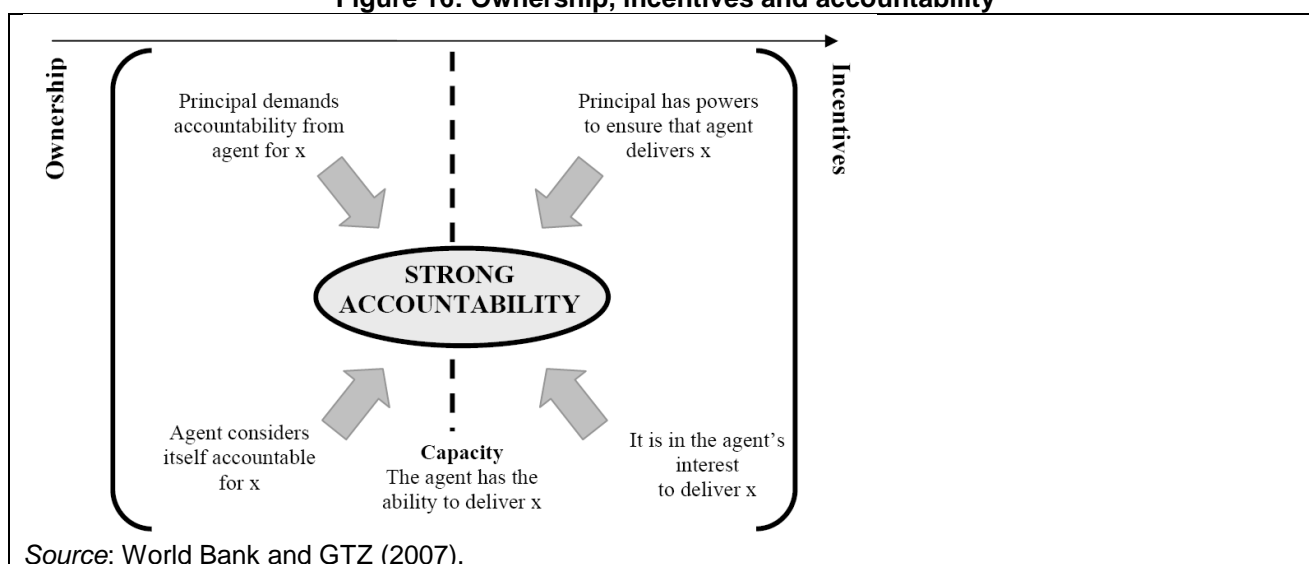 Figure 16: Ownership, incentives and accountability
Ownership
Incentives
Principal demands
accountability from
agent for x
Principal has powers
to ensure that agent
delivers x
STRONG
ACCOUNTABILITY
Agent considers
itself accountable
for x
Capacity
The agent has the
ability to deliver x
It is in the agent's
interest
to deliver x
Source: World Bank and GTZ (2007).